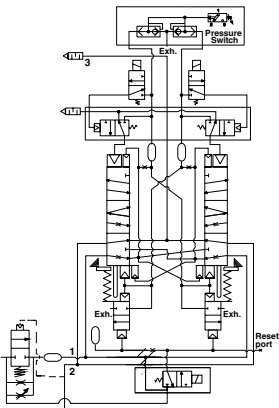 Pressure
Switch
Exh.
3
Exh.
Exh.
Reset
port
1
2